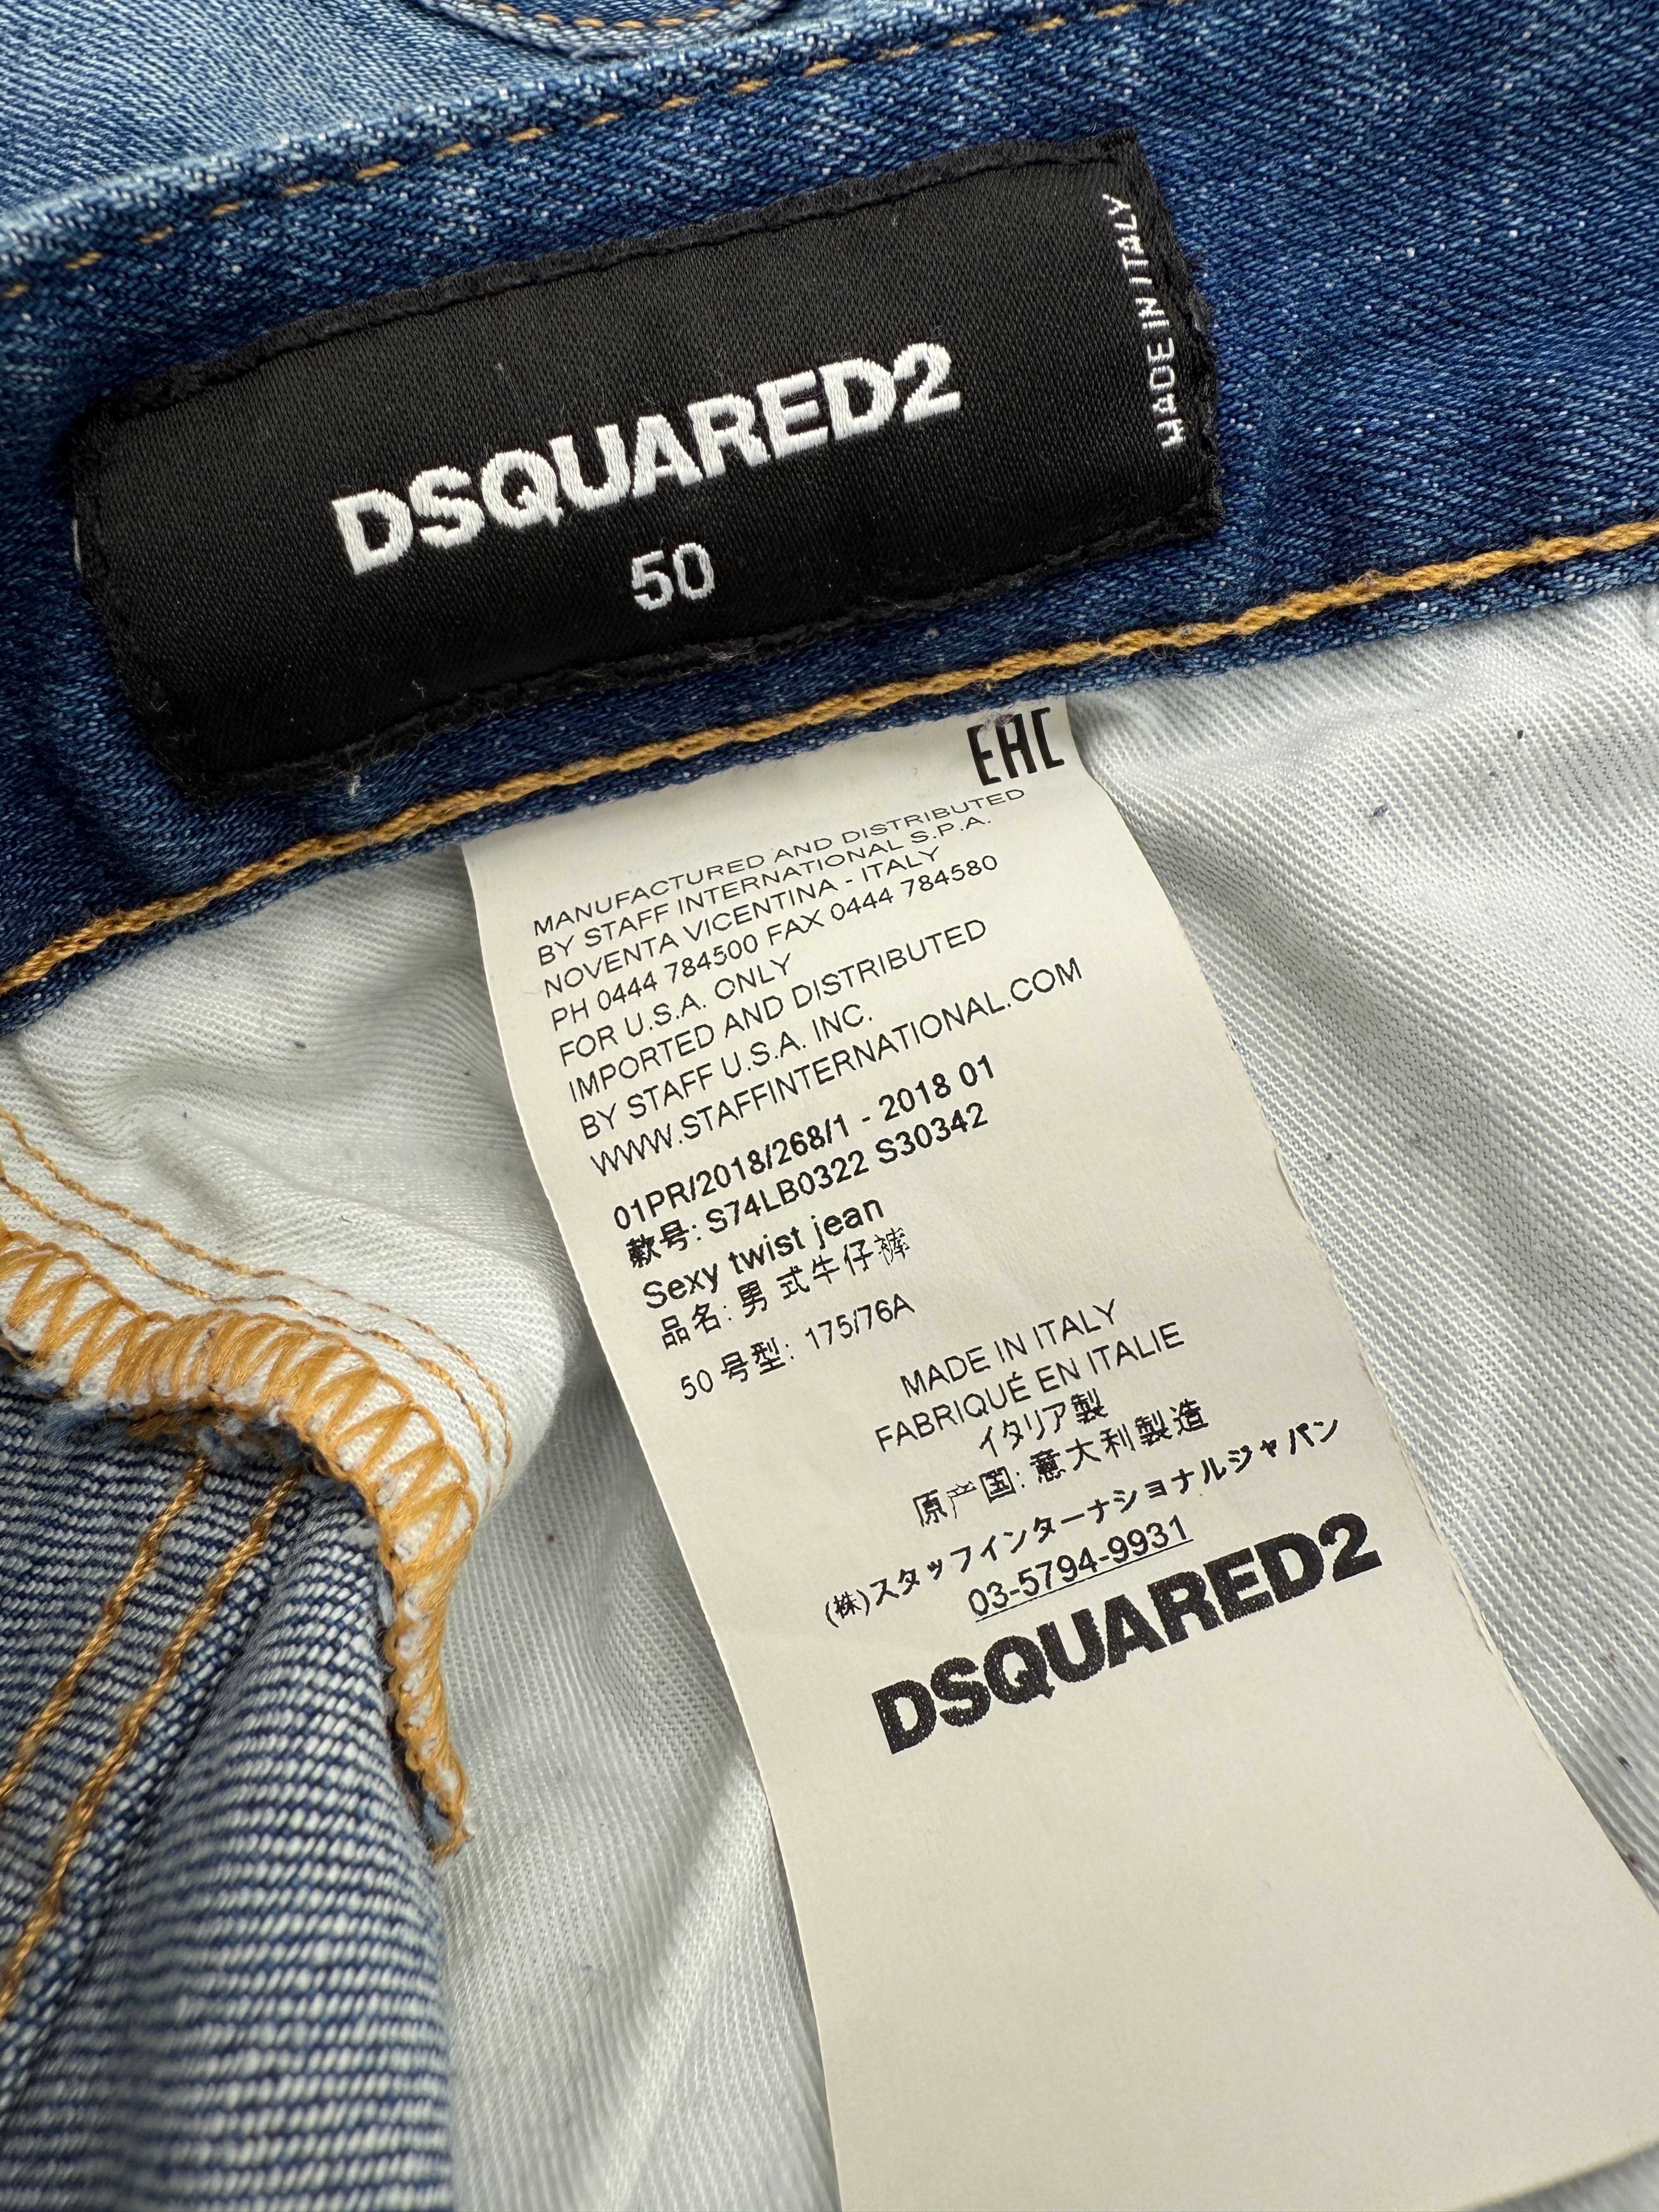 DSQUARED2
50
MADE IN ITALY
EAC
MANUFACTURED AND DISTRIBUTED
BY STAFF INTERNATIONAL S.P.A.
NOVENTA VICENTINA - ITALY
PH 0444 784500 FAX 0444 784580
FOR U.S.A. ONLY
IMPORTED AND DISTRIBUTED
BY STAFF U.S.A. INC.
WWW.STAFFINTERNATIONAL.COM
01PR/2018/268/1 - 2018 01
款号: S74LB0322 S30342
Sexy twist jean
品名: 男 式牛仔裤
50 号型: 175/76A
MADE IN ITALY
FABRIQUÉ EN ITALIE
イタリア製
原产国: 意大利製造
(株)スタッフインターナショナルジャパン
03-5794-9931
DSQUARED2